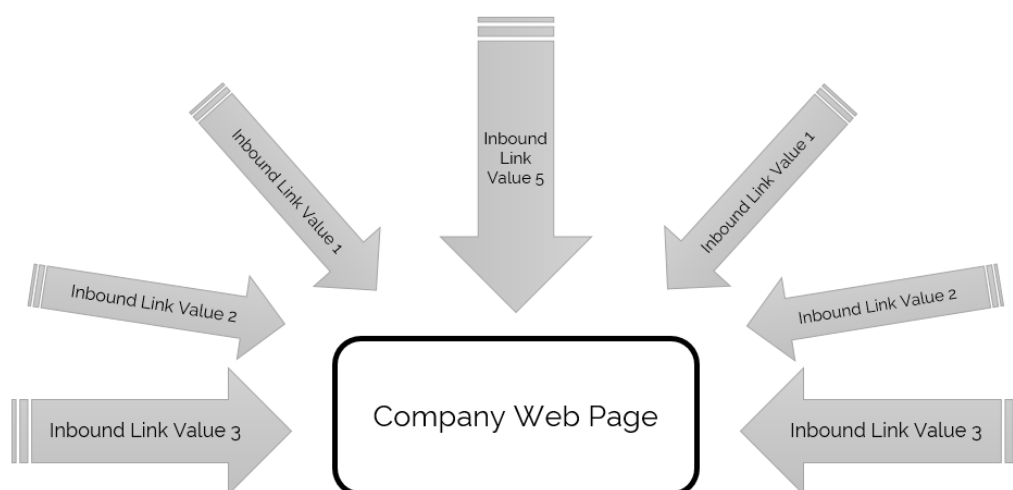 Inbound
Link
Value 5
Inbound Link Value 1
Inbound Link Value 1
Inbound Link Value 2
Inbound Link Value 2
Company Web Page
Inbound Link Value 3
Inbound Link Value 3